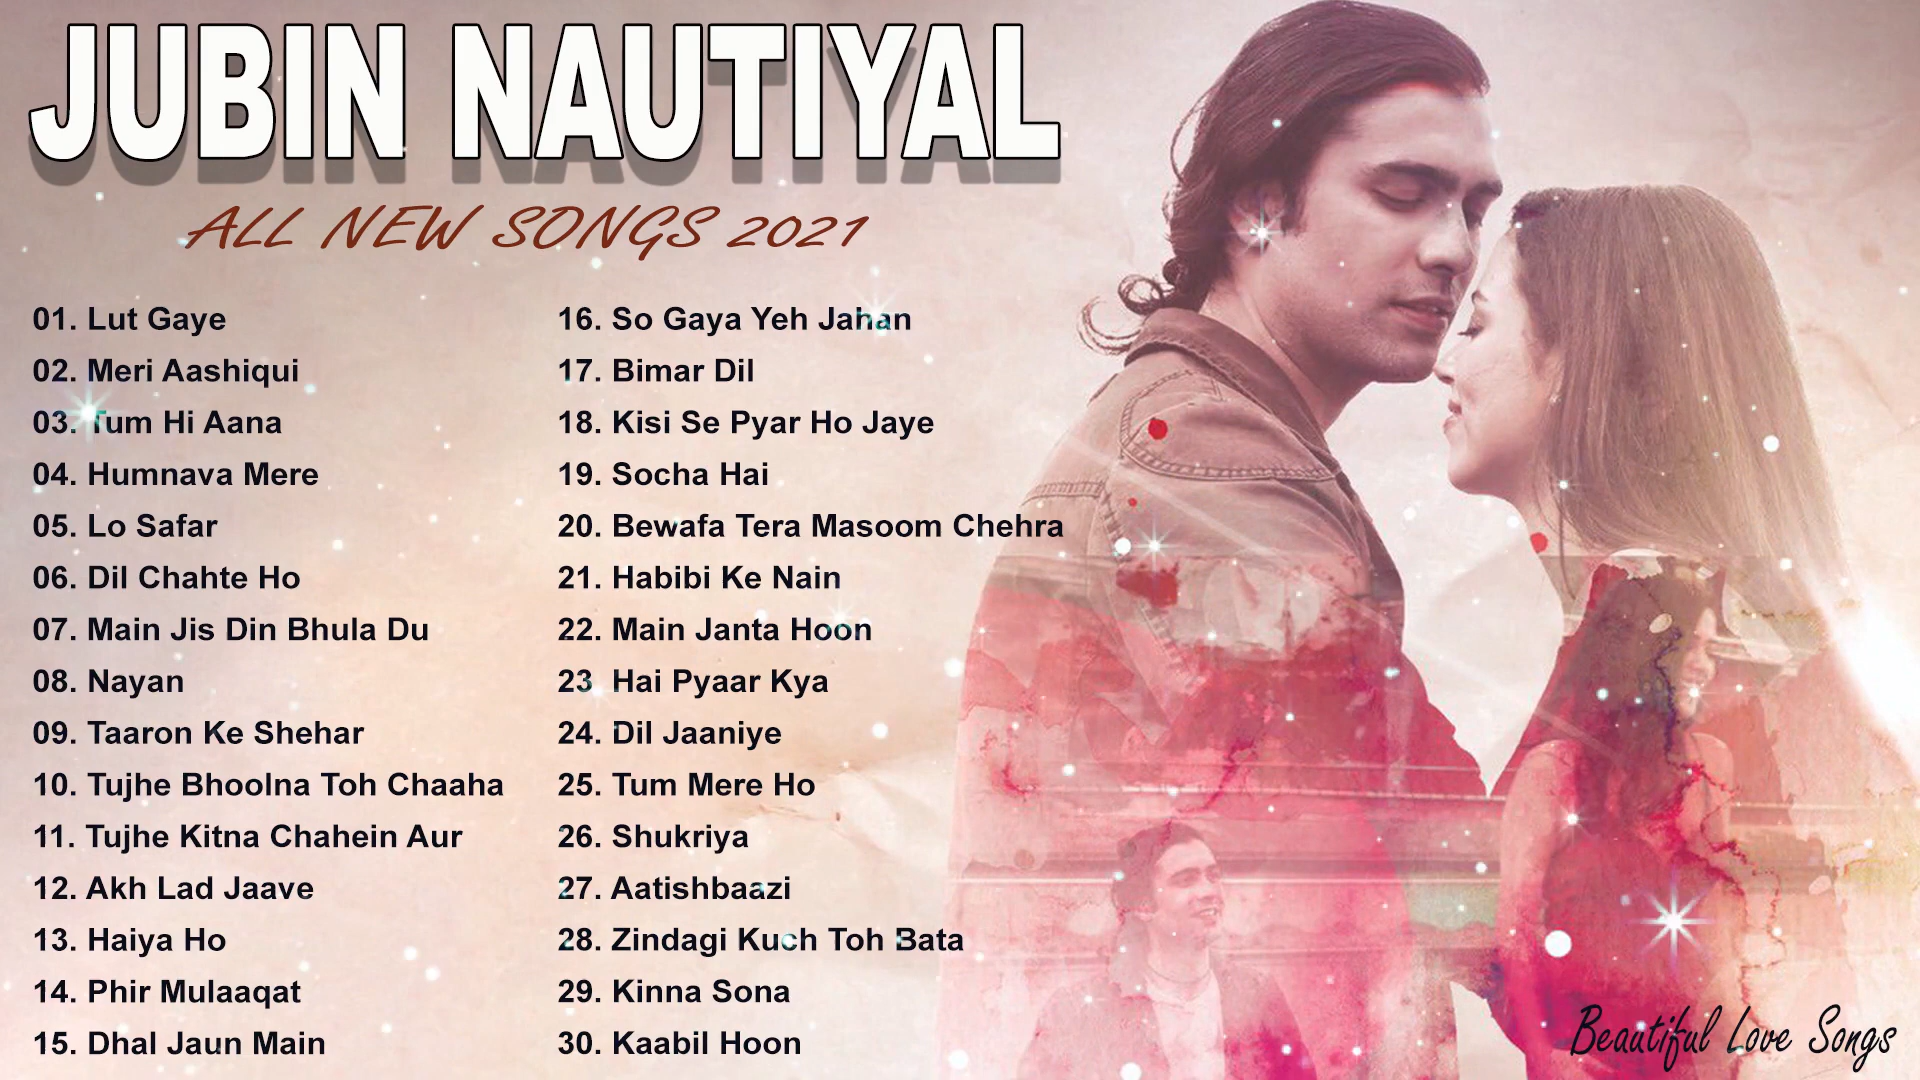 JUBIN NAUTIYAL
ALL NEW SONGS 2021
01. Lut Gaye
02. Meri Aashiqui
03. Tum Hi Aana
04. Humnava Mere
05. Lo Safar
06. Dil Chahte Ho
07. Main Jis Din Bhula Du
08. Nayan
09. Taaron Ke Shehar
10. Tujhe Bhoolna Toh Chaaha
11. Tujhe Kitna Chahein Aur
12. Akh Lad Jaave
13. Haiya Ho
14. Phir Mulaaqat
15. Dhal Jaun Main
16. So Gaya Yeh Jahan
17. Bimar Dil
18. Kisi Se Pyar Ho Jaye
19. Socha Hai
20. Bewafa Tera Masoom Chehra
21. Habibi Ke Nain
22. Main Janta Hoon
23. Hai Pyaar Kya
24. Dil Jaaniye
25. Tum Mere Ho
26. Shukriya
27. Aatishbaazi
28. Zindagi Kuch Toh Bata
29. Kinna Sona
30. Kaabil Hoon
Beautiful Love Songs